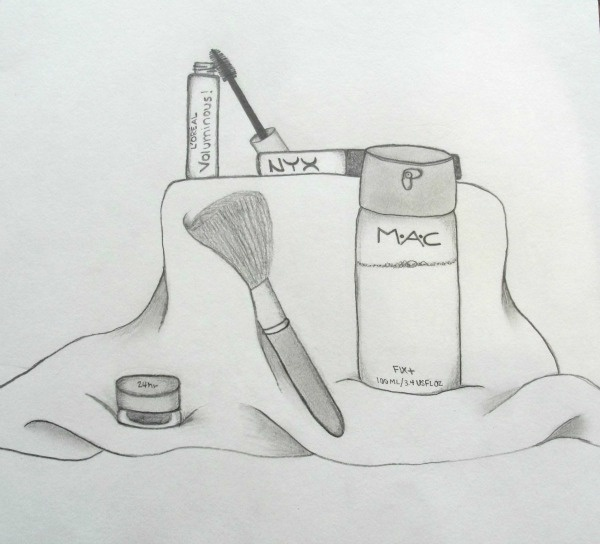 L'OREAL
Voluminous!
NYX
M·A·C
24hr
FIX+
100 ML/3.4 US FL OZ